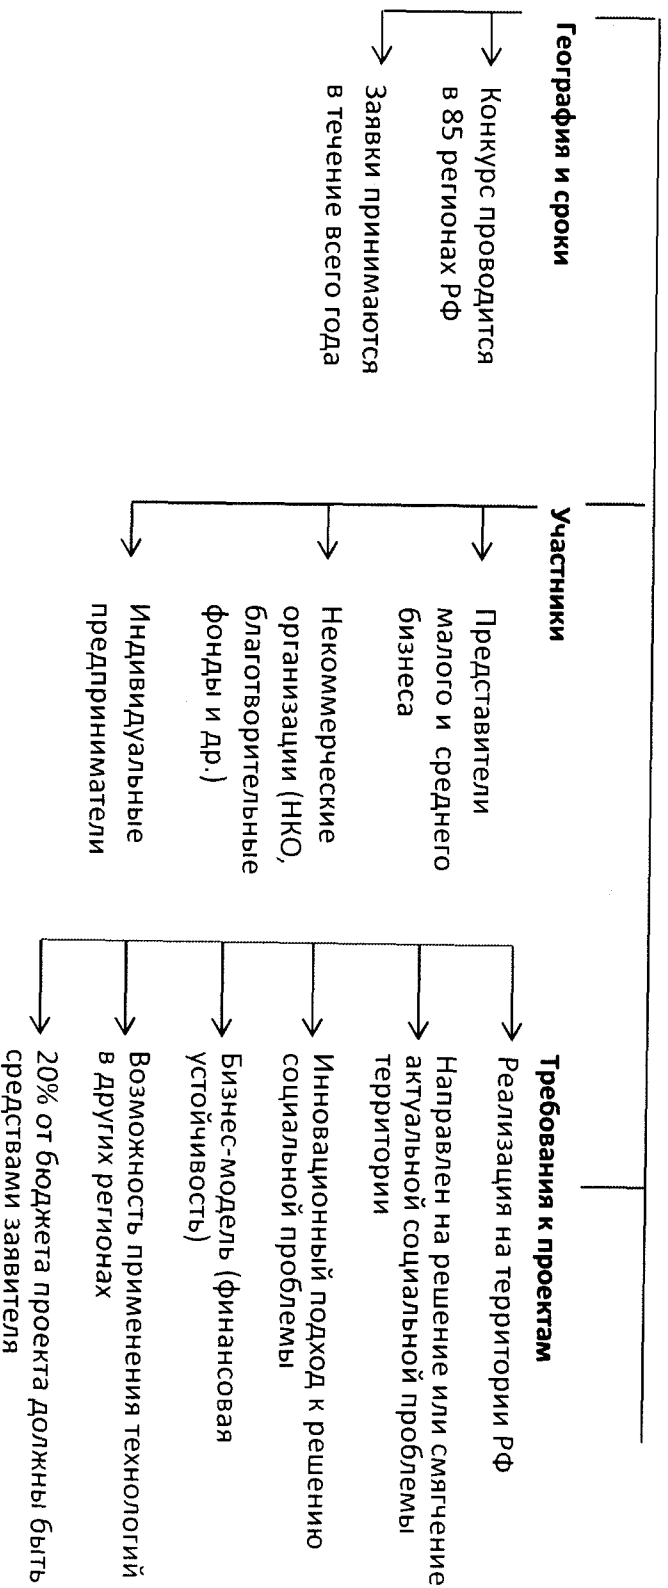 География и сроки
Конкурс проводится
в 85 регионах РФ
Заявки принимаются
в течение всего года
Участники
Представители
малого и среднего
бизнеса
Некоммерческие
организации (НКО,
благотворительные
фонды и др.)
Индивидуальные
предприниматели
Требования к проектам
Реализация на территории РФ
Направлен на решение или смягчение
актуальной социальной проблемы
территории
Инновационный подход к решению
социальной проблемы
Бизнес-модель (финансовая
устойчивость)
Возможность применения технологий
в других регионах
20% от бюджета проекта должны быть
средствами заявителя